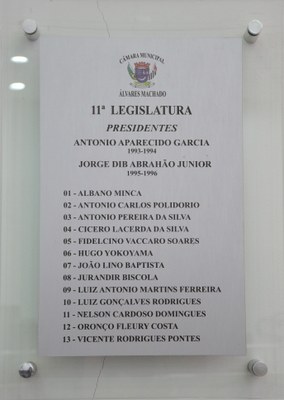 CÂMARA MUNICIPAL
ÁLVARES MACHADO
11ª LEGISLATURA
PRESIDENTES
ANTONIO APARECIDO GARCIA
1993-1994
JORGE DIB ABRAHÃO JUNIOR
1995-1996
01 - ALBANO MINCA
02 - ANTONIO CARLOS POLIDORIO
03 - ANTONIO PEREIRA DA SILVA
04 - CICERO LACERDA DA SILVA
05 - FIDELCINO VACCARO SOARES
06 - HUGO YOKOYAMA
07 - JOÃO LINO BAPTISTA
08 - JURANDIR BISCOLA
09 - LUIZ ANTONIO MARTINS FERREIRA
10 - LUIZ GONÇALVES RODRIGUES
11 - NELSON CARDOSO DOMINGUES
12 - ORONÇO FLEURY COSTA
13 - VICENTE RODRIGUES PONTES